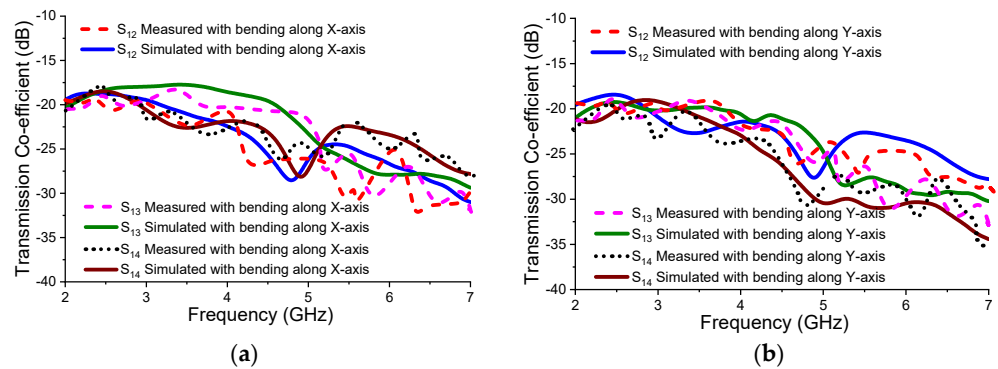 -10
-15
-20
-25
-30
-35
-40
Transmission Co-efficient (dB)
S12 Measured with bending along X-axis
S12 Simulated with bending along X-axis
S13 Measured with bending along X-axis
S13 Simulated with bending along X-axis
S14 Measured with bending along X-axis
S14 Simulated with bending along X-axis
2 3 4 5 6 7
Frequency (GHz)
(a)
-10
-15
-20
-25
-30
-35
-40
Transmission Co-efficient (dB)
S12 Measured with bending along Y-axis
S12 Simulated with bending along Y-axis
S13 Measured with bending along Y-axis
S13 Simulated with bending along Y-axis
S14 Measured with bending along Y-axis
S14 Simulated with bending along Y-axis
2 3 4 5 6 7
Frequency (GHz)
(b)